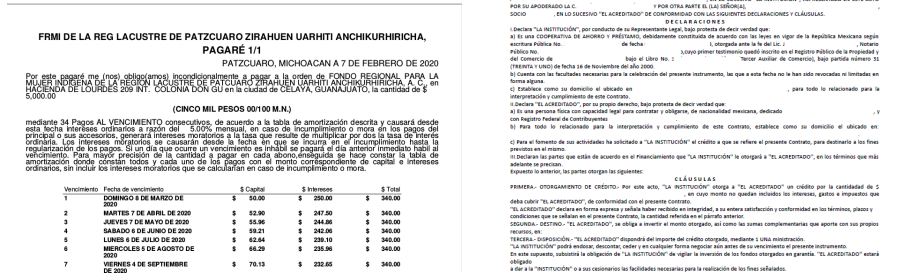 FRMI DE LA REG LACUSTRE DE PATZCUARO ZIRAHUEN UARHITI ANCHIKURHIRICHA,
PAGARÉ 1/1
PATZCUARO, MICHOACAN A 7 DE FEBRERO DE 2020
Por este pagaré me (nos) obligo(amos) incondicionalmente a pagar a la orden de FONDO REGIONAL PARA LA
MUJER INDIGENA DE LA REGION LACUSTRE DE PATZCUARO ZIRAHUEN UARHITI ANCHIKURHIRICHA, A. C., en
HACIENDA DE LOURDES 209 INT. COLONIA DON GU en la ciudad de CELAYA, GUANAJUATO, la cantidad de $
5,000.00
(CINCO MIL PESOS 00/100 M.N.)
mediante 34 Pagos AL VENCIMIENTO consecutivos, de acuerdo a la tabla de amortización descrita y causará desde
esta fecha intereses ordinarios a razón del 5.00% mensual, en caso de incumplimiento o mora en los pagos del
principal o sus accesorios, generará intereses moratorios a la tasa que resulte de multiplicar por dos la tasa de interés
ordinaria. Los intereses moratorios se causarán desde la fecha en que se incurra en el incumplimiento hasta la
regularización de los pagos. Si un día que ocurre un vencimiento es inhábil se pagará el día anterior inmediato hábil al
vencimiento. Para mayor precisión de la cantidad a pagar en cada abono,enseguida se hace constar la tabla de
amortización donde constan todos y cada uno de los pagos con el monto correspondiente de capital e Intereses
ordinarios, sin incluir los intereses moratorios que se calcularían en caso de incumplimiento o mora.
Vencimiento Fecha de vencimiento $ Capital $ Intereses $ Total
1 DOMINGO 8 DE MARZO DE 2020 $ 50.00 $ 250.00 $ 340.00
2 MARTES 7 DE ABRIL DE 2020 $ 52.90 $ 247.50 $ 340.00
3 JUEVES 7 DE MAYO DE 2020 $ 55.96 $ 244.86 $ 340.00
4 SABADO 6 DE JUNIO DE 2020 $ 59.21 $ 242.06 $ 340.00
5 LUNES 6 DE JULIO DE 2020 $ 62.64 $ 239.10 $ 340.00
6 MIERCOLES 5 DE AGOSTO DE 2020 $ 66.29 $ 235.96 $ 340.00
7 VIERNES 4 DE SEPTIEMBRE DE 2020 $ 70.13 $ 232.65 $ 340.00
POR SU APODERADA LA C. Y POR OTRA PARTE EL (LA) SEÑOR(A),
SOCIO , EN LO SUCESIVO "EL ACREDITADO" DE CONFORMIDAD CON LAS SIGUIENTES DECLARACIONES Y CLÁUSULAS.
D E C L A R A C I O N E S
I.Declara "LA INSTITUCIÓN", por conducto de su Representante Legal, bajo protesta de decir verdad que:
a) Es una COOPERATIVA DE AHORRO Y PRÉSTAMO, debidamente constituida de acuerdo con las leyes en vigor de la República Mexicana según
escritura Pública No. de fecha , otorgada ante la fe del Lic. , Notario
Público No. ,cuyo primer testimonio quedó inscrito en el Registro Público de la Propiedad y
del Comercio de bajo el Libro No. Tercer Auxiliar de Comercio), bajo partida número 31
(TREINTA Y UNO) de fecha 16 de Noviembre del año 2000.
b) Cuenta con las facultades necesarias para la celebración del presente instrumento, las que a esta fecha no le han sido revocadas ni limitadas en
forma alguna.
c) Establece como su domicilio el ubicado en , para todo lo relacionado para la
interpretación y cumplimiento de este Contrato.
II.Declara "EL ACREDITADO", por su propio derecho, bajo protesta de decir verdad que:
a) Es una persona física con capacidad legal para contratar y obligarse, de nacionalidad mexicana, dedicado , y
con Registro Federal de Contribuyentes
b) Para todo lo relacionado para la interpretación y cumplimiento de este Contrato, establece como su domicilio el ubicado en:
c) Para el fomento de sus actividades ha solicitado a "LA INSTITUCIÓN" el crédito a que se refiere el presente Contrato, para destinarlo a los fines
previstos en el mismo.
III.Declaran las partes que están de acuerdo en el Financiamiento que "LA INSTITUCIÓN" le otorgará a "EL ACREDITADO", en los términos que más
adelante se precisan.
Expuesto lo anterior, las partes otorgan las siguientes:
C L Á U S U L A S
PRIMERA.- OTORGAMIENTO DE CRÉDITO.- Por este acto, "LA INSTITUCIÓN" otorga a "EL ACREDITADO" un crédito por la cantidad de $
, en cuyo monto no quedan incluidos los intereses, gastos e impuestos que
deba cubrir "EL ACREDITADO", de conformidad con el presente Contrato.
"EL ACREDITADO declara en forma expresa y señala haber recibido en integridad, a su entera satisfacción y conformidad en los términos, plazos y
condiciones que se señalan en el presente Contrato, la cantidad referida en el párrafo anterior.
SEGUNDA.- DESTINO.- "EL ACREDITADO", se obliga a invertir el monto otorgado, así como las sumas complementarias que aporte con sus propios
recursos, en:
TERCERA.- DISPOSICIÓN.- "EL ACREDITADO" dispondrá del importe del crédito otorgado, mediante 1 UNA ministración.
"LA INSTITUCIÓN" podrá endosar, descontar, ceder y en cualquier forma negociar aún antes de su vencimiento el presente instrumento.
En este supuesto, subsistirá la obligación de "LA INSTITUCIÓN" de vigilar la inversión de los fondos otorgados en garantía. "EL ACREDITADO" estará
obligado
a dar a la "INSTITUCIÓN" o a sus cesionarios las facilidades necesarias para la realización de los fines señalados.